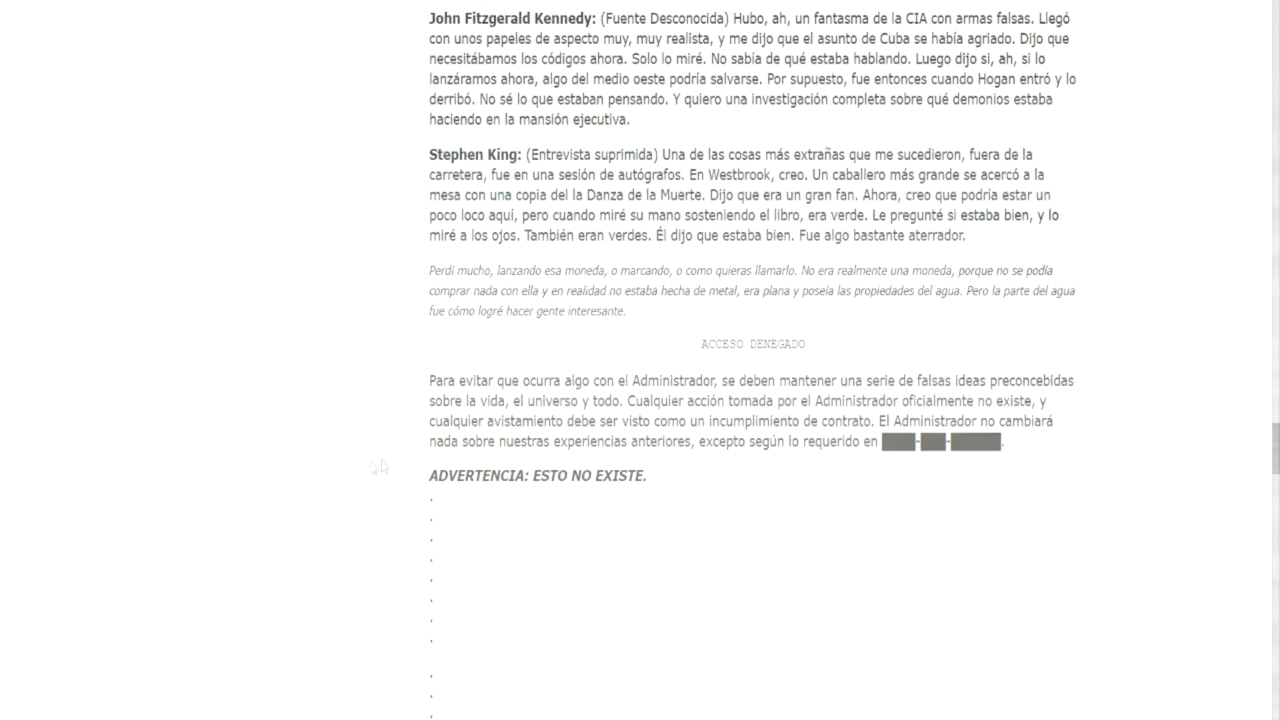 John Fitzgerald Kennedy: (Fuente Desconocida) Hubo, ah, un fantasma de la CIA con armas falsas. Llegó
con unos papeles de aspecto muy, muy realista, y me dijo que el asunto de Cuba se había agriado. Dijo que
necesitábamos los códigos ahora. Solo lo miré. No sabía de qué estaba hablando. Luego dijo si, ah, si lo
lanzáramos ahora, algo del medio oeste podría salvarse. Por supuesto, fue entonces cuando Hogan entró y lo
derribó. No sé lo que estaban pensando. Y quiero una investigación completa sobre qué demonios estaba
haciendo en la mansión ejecutiva.
Stephen King: (Entrevista suprimida) Una de las cosas más extrañas que me sucedieron, fuera de la
carretera, fue en una sesión de autógrafos. En Westbrook, creo. Un caballero más grande se acercó a la
mesa con una copia del la Danza de la Muerte. Dijo que era un gran fan. Ahora, creo que podría estar un
poco loco aquí, pero cuando miré su mano sosteniendo el libro, era verde. Le pregunté si estaba bien, y lo
miré a los ojos. También eran verdes. Él dijo que estaba bien. Fue algo bastante aterrador.
Perdí mucho, lanzando esa moneda, o marcando, o como quieras llamarlo. No era realmente una moneda, porque no se podía
comprar nada con ella y en realidad no estaba hecha de metal, era plana y poseía las propiedades del agua. Pero la parte del agua
fue cómo logré hacer gente interesante.
ACCESO DENEGADO
Para evitar que ocurra algo con el Administrador, se deben mantener una serie de falsas ideas preconcebidas
sobre la vida, el universo y todo. Cualquier acción tomada por el Administrador oficialmente no existe, y
cualquier avistamiento debe ser visto como un incumplimiento de contrato. El Administrador no cambiará
nada sobre nuestras experiencias anteriores, excepto según lo requerido en ████-███-██████.
ADVERTENCIA: ESTO NO EXISTE.
.
.
.
.
.
.
.
.
.
.
.